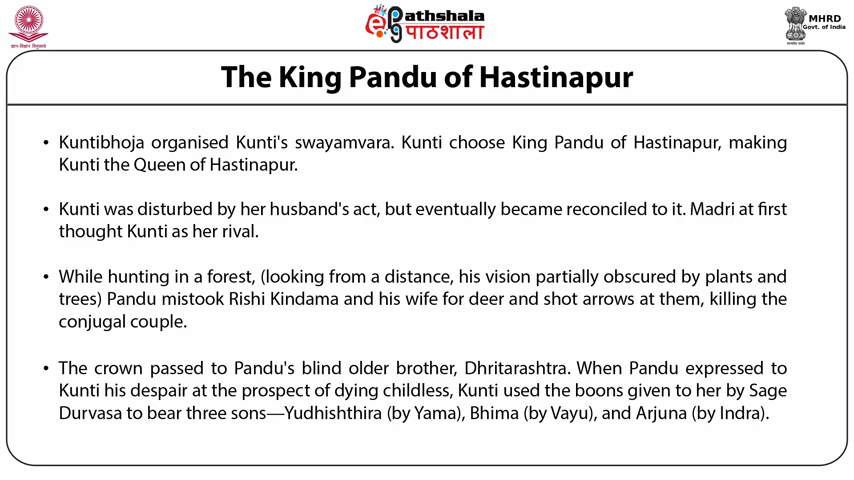 ePathshala
पाठशाला
MHRD
Govt. of India
The King Pandu of Hastinapur
• Kuntibhoja organised Kunti's swayamvara. Kunti choose King Pandu of Hastinapur, making
Kunti the Queen of Hastinapur.
• Kunti was disturbed by her husband's act, but eventually became reconciled to it. Madri at first
thought Kunti as her rival.
• While hunting in a forest, (looking from a distance, his vision partially obscured by plants and
trees) Pandu mistook Rishi Kindama and his wife for deer and shot arrows at them, killing the
conjugal couple.
• The crown passed to Pandu's blind older brother, Dhritarashtra. When Pandu expressed to
Kunti his despair at the prospect of dying childless, Kunti used the boons given to her by Sage
Durvasa to bear three sons—Yudhishthira (by Yama), Bhima (by Vayu), and Arjuna (by Indra).